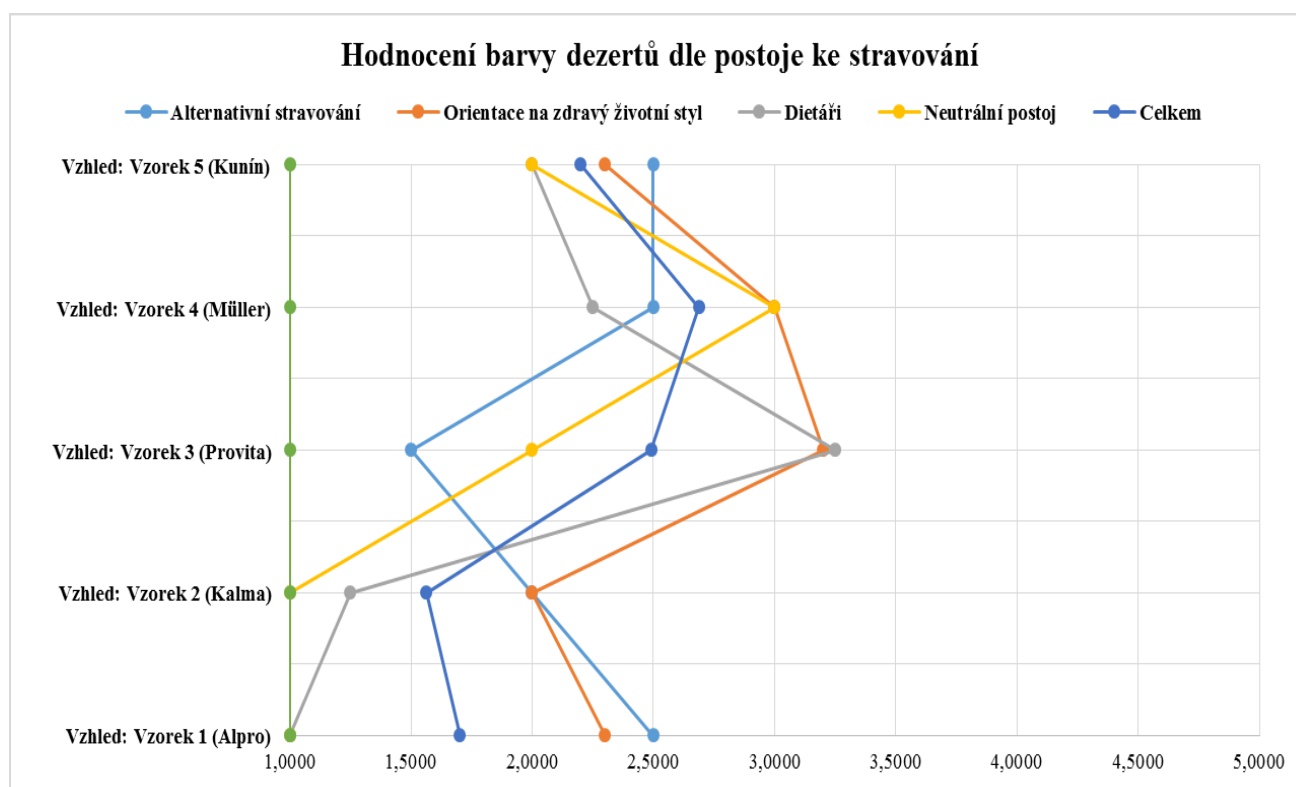 Hodnocení barvy dezertů dle postoje ke stravování
Alternativní stravování Orientace na zdravý životní styl Dietáři Neutrální postoj Celkem
Vzhled: Vzorek 5 (Kunín)
Vzhled: Vzorek 4 (Müller)
Vzhled: Vzorek 3 (Provita)
Vzhled: Vzorek 2 (Kalma)
Vzhled: Vzorek 1 (Alpro)
1,0000 1,5000 2,0000 2,5000 3,0000 3,5000 4,0000 4,5000 5,0000